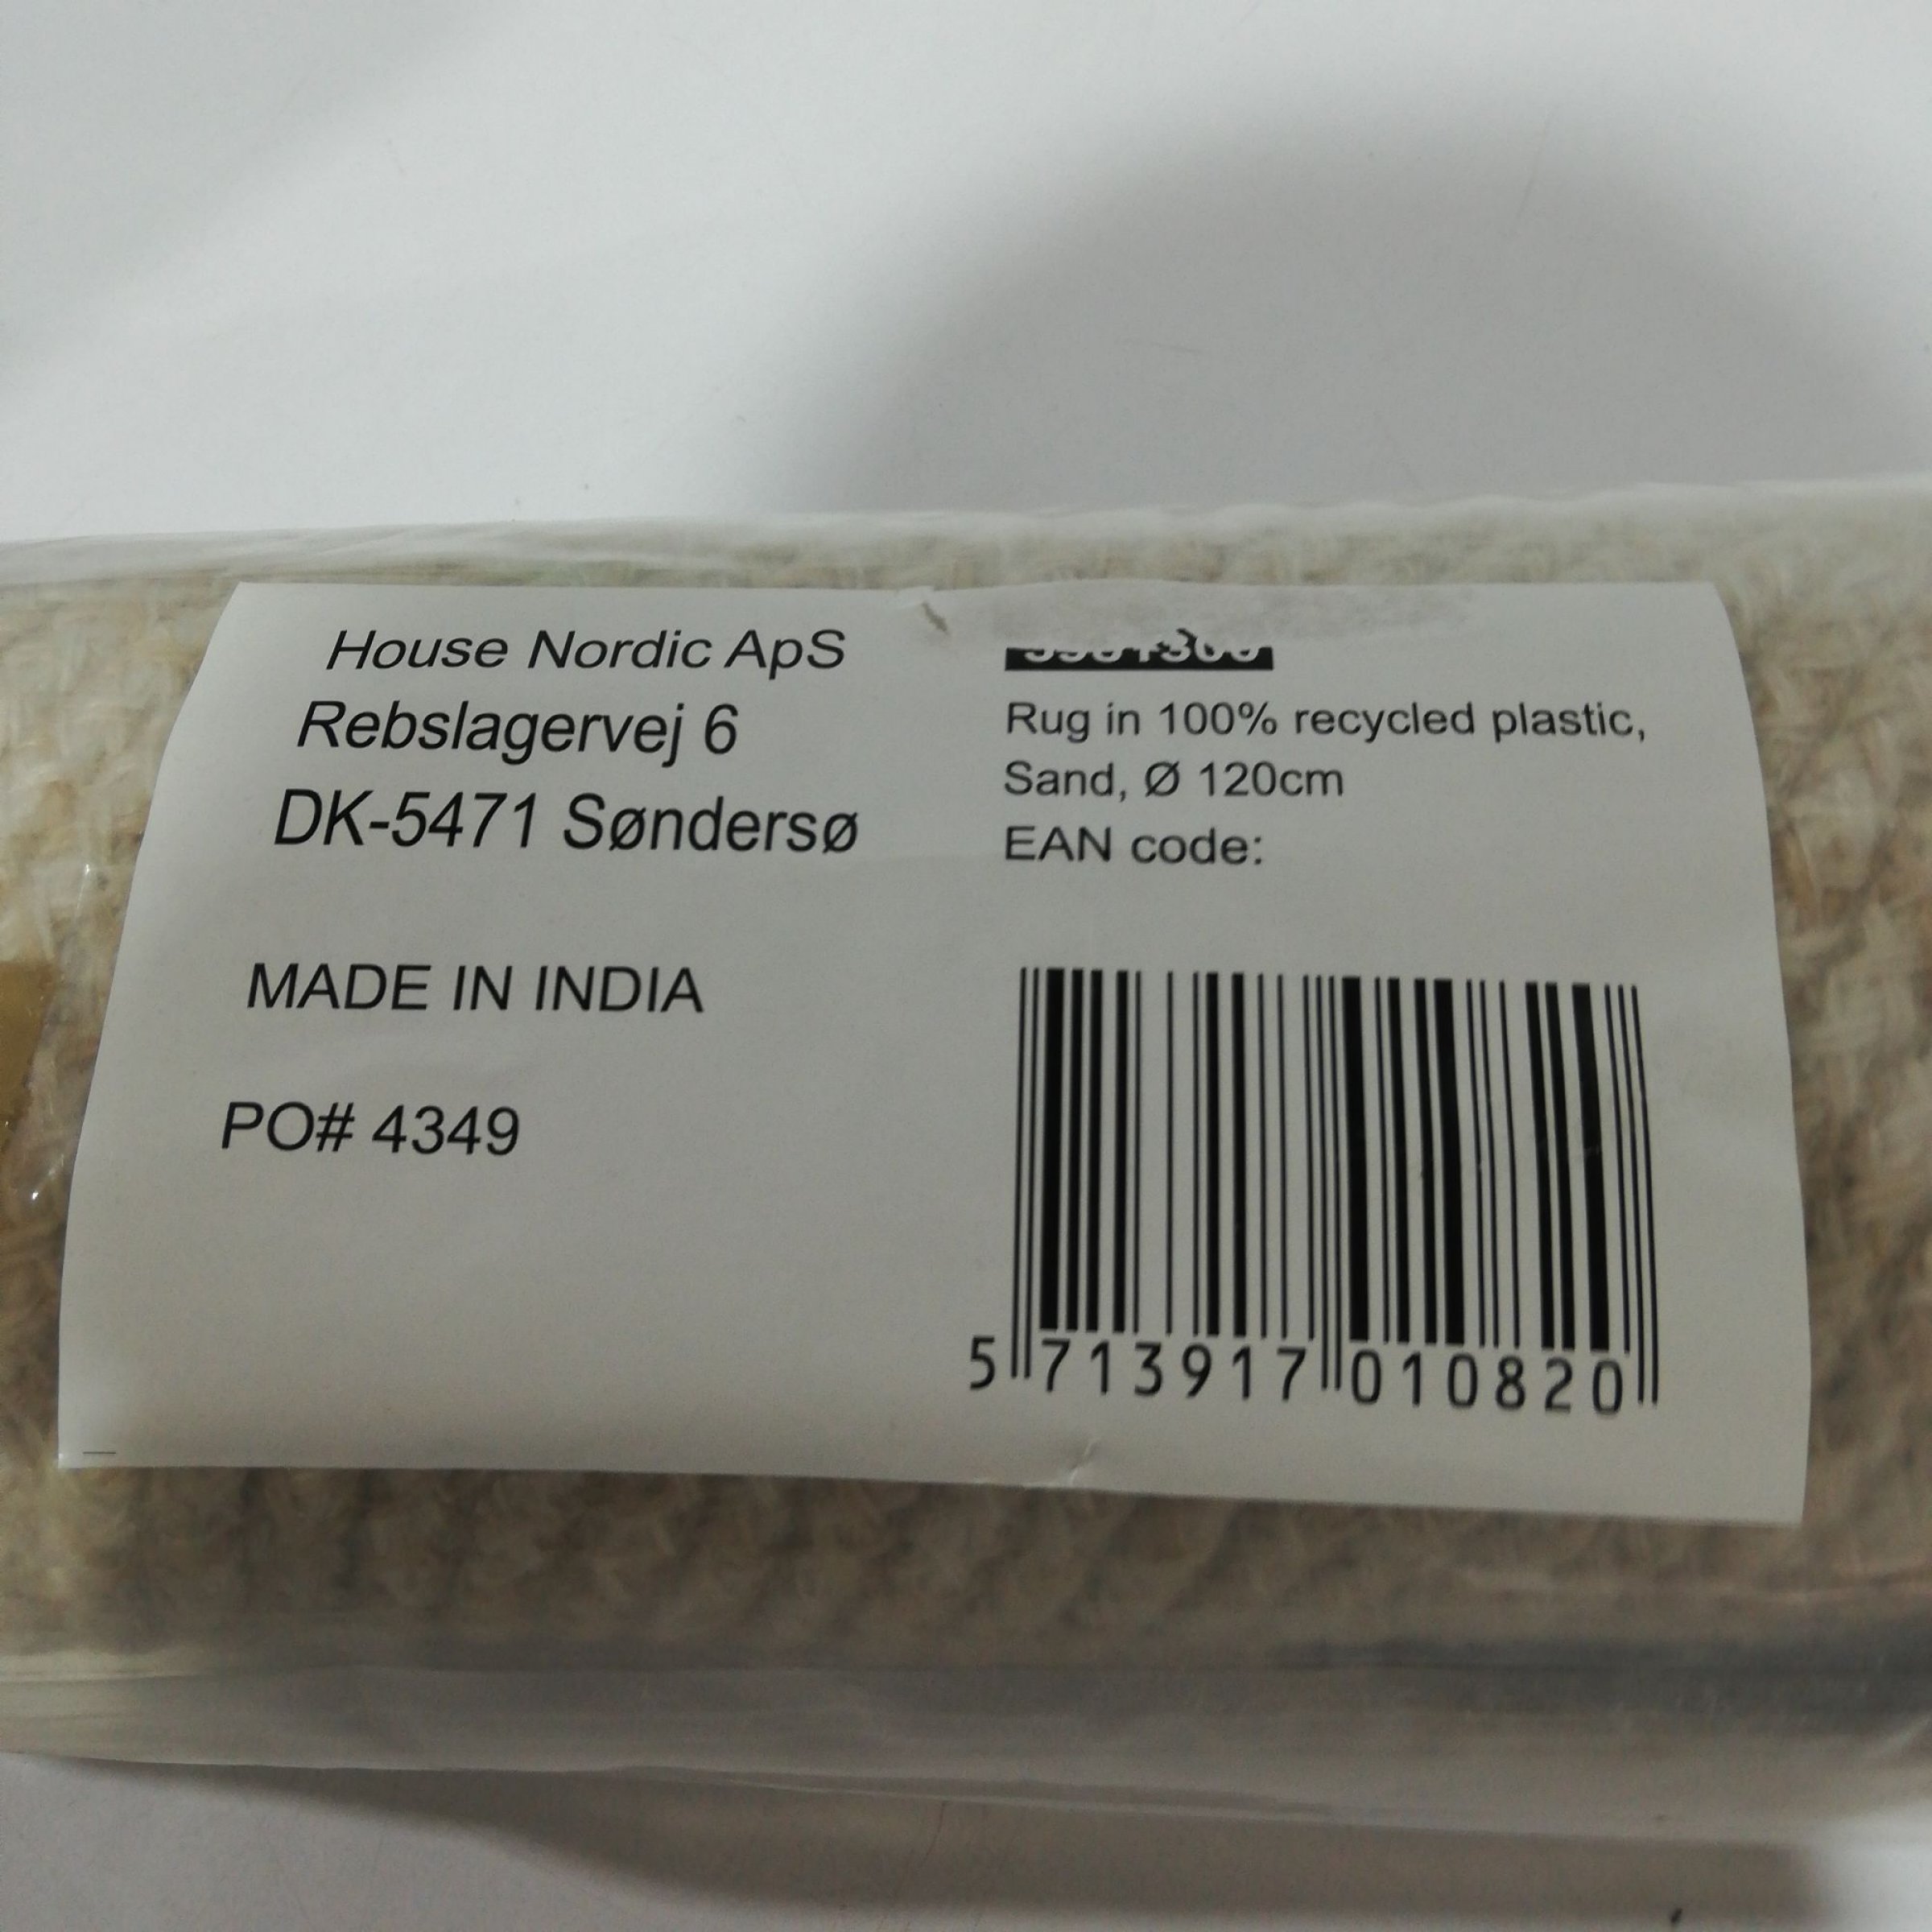 House Nordic ApS
Rebslagervej 6
DK-5471 Søndersø
MADE IN INDIA
PO# 4349
Rug in 100% recycled plastic,
Sand, Ø 120cm
EAN code:
5 713917 010820